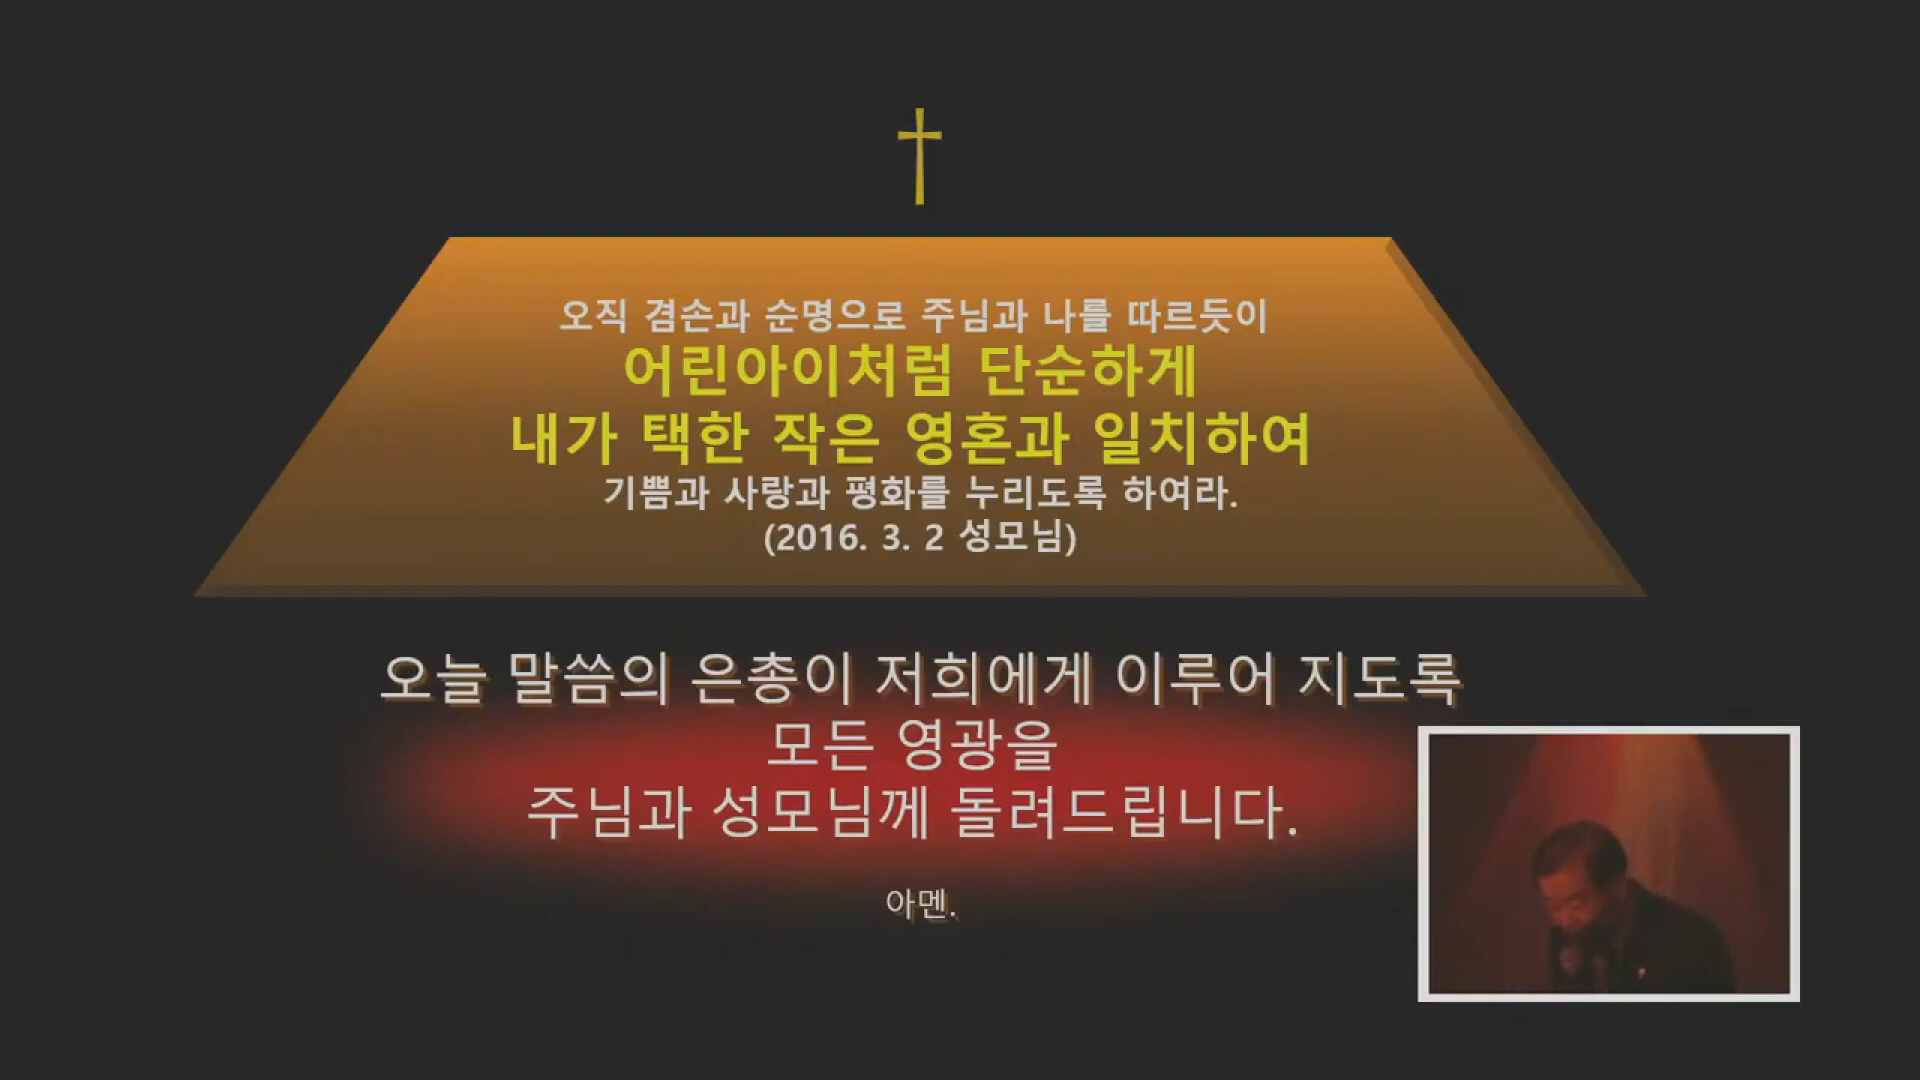 오직 겸손과 순명으로 주님과 나를 따르듯이
어린아이처럼 단순하게
내가 택한 작은 영혼과 일치하여
기쁨과 사랑과 평화를 누리도록 하여라.
(2016. 3. 2 성모님)
오늘 말씀의 은총이 저희에게 이루어 지도록
모든 영광을
주님과 성모님께 돌려드립니다.
아멘.